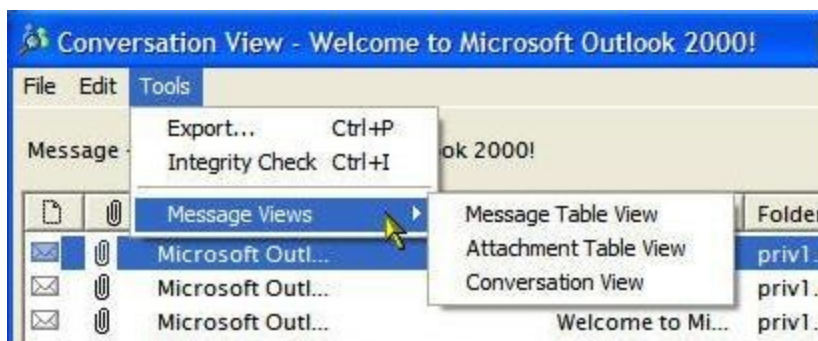 Conversation View - Welcome to Microsoft Outlook 2000!
File Edit Tools
Export... Ctrl+P
Message - ok 2000!
Integrity Check Ctrl+I
Message Views Message Table View Folde
Microsoft Outl... Attachment Table View priv1.
Microsoft Outl... Conversation View priv1.
Microsoft Outl... Welcome to Mi... priv1.